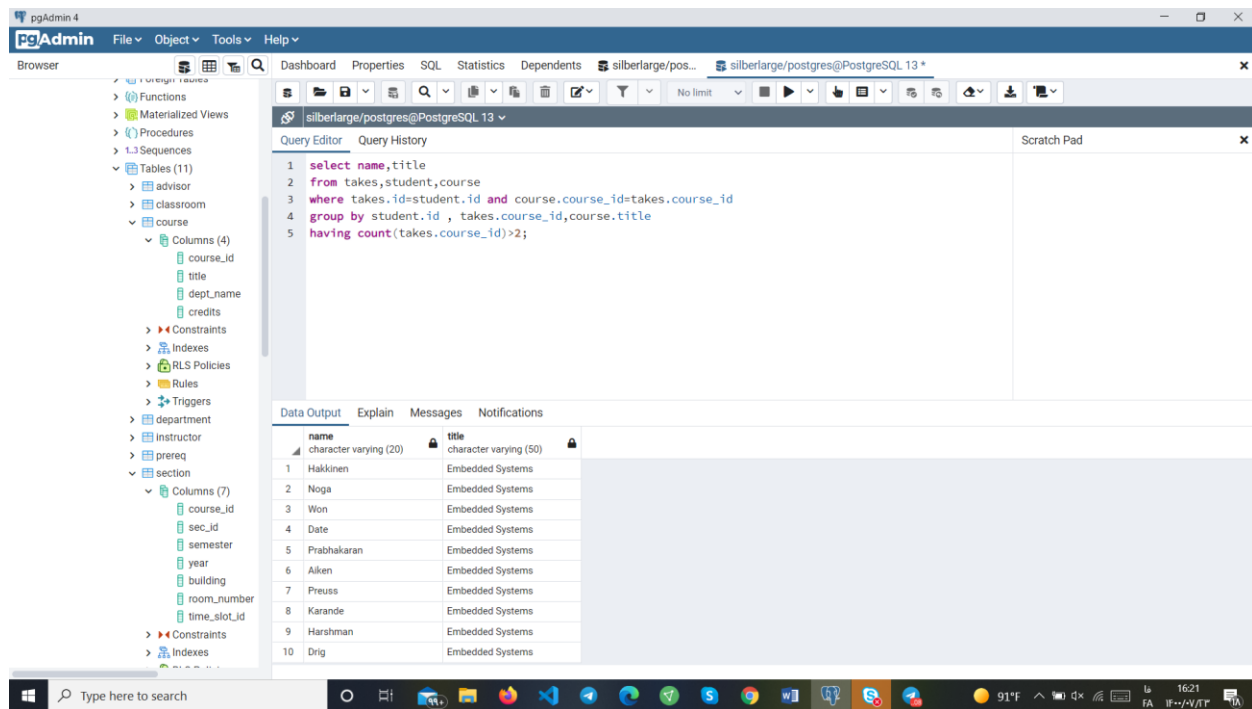 pgAdmin 4
pgAdmin File Object Tools Help
Browser
Dashboard Properties SQL Statistics Dependents silberlarge/pos... silberlarge/postgres@PostgreSQL 13 *
Foreign Tables
Functions
Materialized Views
Procedures
1..3 Sequences
Tables (11)
advisor
classroom
course
Columns (4)
course_id
title
dept_name
credits
Constraints
Indexes
RLS Policies
Rules
Triggers
department
instructor
prereq
section
Columns (7)
course_id
sec_id
semester
year
building
room_number
time_slot_id
Constraints
Indexes
No limit
silberlarge/postgres@PostgreSQL 13
Query Editor Query History
Scratch Pad
1 select name,title
2 from takes,student,course
3 where takes.id=student.id and course.course_id=takes.course_id
4 group by student.id , takes.course_id,course.title
5 having count(takes.course_id)>2;
Data Output Explain Messages Notifications
name
character varying (20)
title
character varying (50)
1 Hakkinen Embedded Systems
2 Noga Embedded Systems
3 Won Embedded Systems
4 Date Embedded Systems
5 Prabhakaran Embedded Systems
6 Aiken Embedded Systems
7 Preuss Embedded Systems
8 Karande Embedded Systems
9 Harshman Embedded Systems
10 Drig Embedded Systems
Type here to search
91°F
فا
FA
16:21
۱۴۰۰/۰۷/۲۳